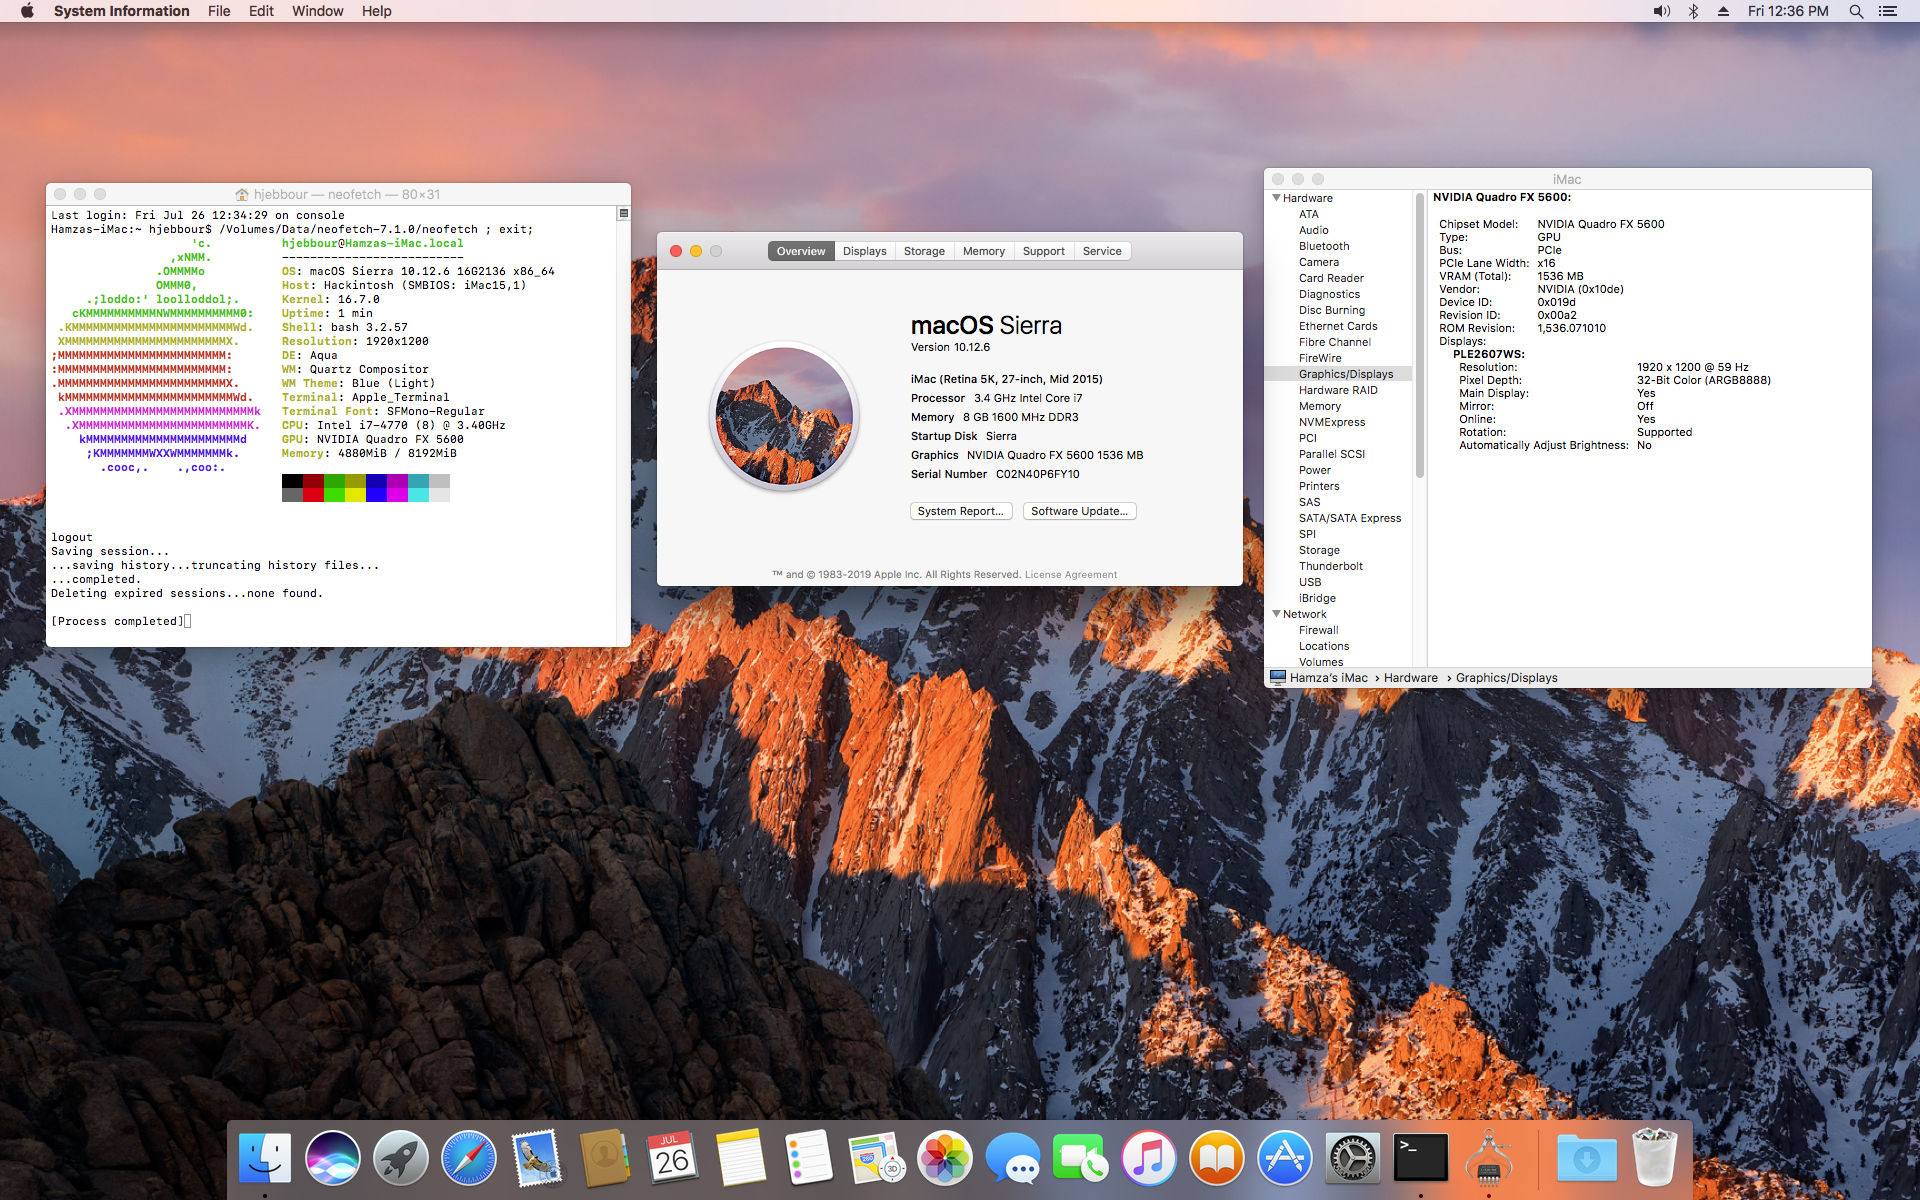 System Information File Edit Window Help
Fri 12:36 PM
hjebbour — neofetch — 80×31
Last login: Fri Jul 26 12:34:29 on console
Hamzas-iMac:~ hjebbour$ /Volumes/Data/neofetch-7.1.0/neofetch ; exit;
'c. hjebbour@Hamzas-iMac.local
,xNMM. --------------------------
.OMMMMo OS: macOS Sierra 10.12.6 16G2136 x86_64
OMMM0, Host: Hackintosh (SMBIOS: iMac15,1)
.;loddo:' loolloddol;. Kernel: 16.7.0
cKMMMMMMMMMMNWMMMMMMMMMM0: Uptime: 1 min
.KMMMMMMMMMMMMMMMMMMMMMMMWd. Shell: bash 3.2.57
XMMMMMMMMMMMMMMMMMMMMMMMX. Resolution: 1920x1200
;MMMMMMMMMMMMMMMMMMMMMMMM: DE: Aqua
:MMMMMMMMMMMMMMMMMMMMMMMM: WM: Quartz Compositor
.MMMMMMMMMMMMMMMMMMMMMMMMX. WM Theme: Blue (Light)
kMMMMMMMMMMMMMMMMMMMMMMMMWd. Terminal: Apple_Terminal
.XMMMMMMMMMMMMMMMMMMMMMMMMMMk Terminal Font: SFMono-Regular
.XMMMMMMMMMMMMMMMMMMMMMMMMK. CPU: Intel i7-4770 (8) @ 3.40GHz
kMMMMMMMMMMMMMMMMMMMMMMd GPU: NVIDIA Quadro FX 5600
;KMMMMMMMWXXWMMMMMMMk. Memory: 4880MiB / 8192MiB
.cooc,. .,coo:.
logout
Saving session...
...saving history...truncating history files...
...completed.
Deleting expired sessions...none found.
[Process completed]
Overview Displays Storage Memory Support Service
macOS Sierra
Version 10.12.6
iMac (Retina 5K, 27-inch, Mid 2015)
Processor 3.4 GHz Intel Core i7
Memory 8 GB 1600 MHz DDR3
Startup Disk Sierra
Graphics NVIDIA Quadro FX 5600 1536 MB
Serial Number C02N40P6FY10
System Report... Software Update...
™ and © 1983-2019 Apple Inc. All Rights Reserved. License Agreement
iMac
Hardware
ATA
Audio
Bluetooth
Camera
Card Reader
Diagnostics
Disc Burning
Ethernet Cards
Fibre Channel
FireWire
Graphics/Displays
Hardware RAID
Memory
NVMExpress
PCI
Parallel SCSI
Power
Printers
SAS
SATA/SATA Express
SPI
Storage
Thunderbolt
USB
iBridge
Network
Firewall
Locations
Volumes
NVIDIA Quadro FX 5600:
Chipset Model: NVIDIA Quadro FX 5600
Type: GPU
Bus: PCIe
PCIe Lane Width: x16
VRAM (Total): 1536 MB
Vendor: NVIDIA (0x10de)
Device ID: 0x019d
Revision ID: 0x00a2
ROM Revision: 1,536.071010
Displays:
PLE2607WS:
Resolution: 1920 x 1200 @ 59 Hz
Pixel Depth: 32-Bit Color (ARGB8888)
Main Display: Yes
Mirror: Off
Online: Yes
Rotation: Supported
Automatically Adjust Brightness: No
Hamza's iMac › Hardware › Graphics/Displays
JUL
26
280
3D
>_